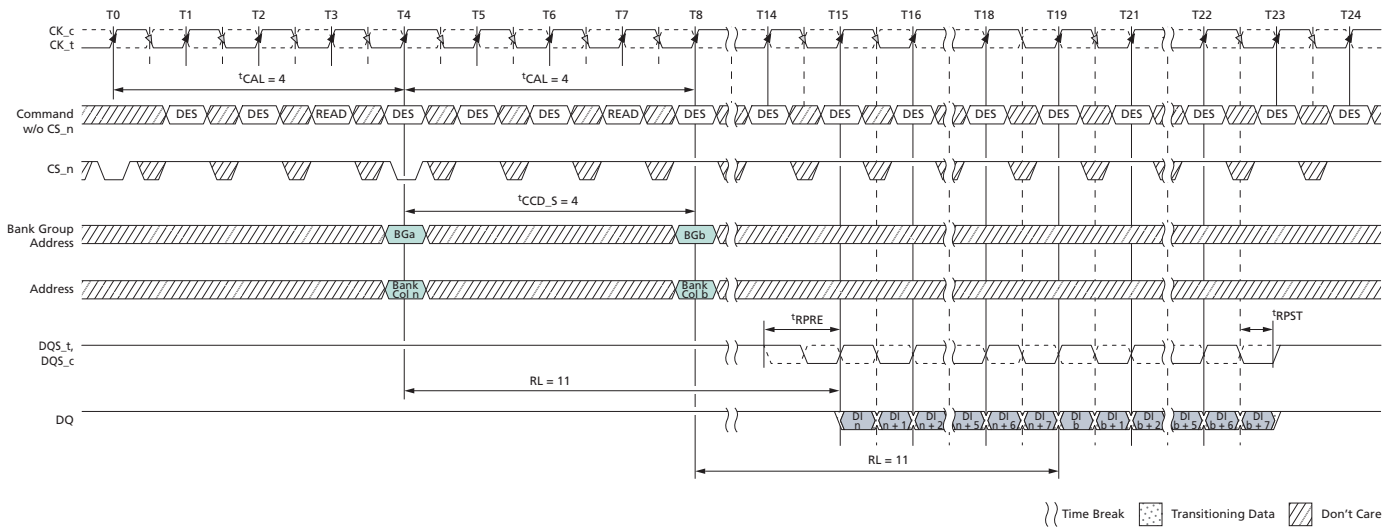 T0 T1 T2 T3 T4 T5 T6 T7 T8 T14 T15 T16 T18 T19 T21 T22 T23 T24
CK_c
CK_t
tCAL = 4 tCAL = 4
Command
w/o CS_n
DES DES READ DES DES DES READ DES DES DES DES DES DES DES DES DES DES
CS_n
tCCD_S = 4
Bank Group
Address
BGa BGb
Address
Bank
Col n
Bank
Col b
tRPRE tRPST
DQS_t,
DQS_c
RL = 11
DQ
DI
n
DI
n + 1
DI
n + 2
DI
n + 5
DI
n + 6
DI
n + 7
DI
b
DI
b + 1
DI
b + 2
DI
b + 5
DI
b + 6
DI
b + 7
RL = 11
Time Break Transitioning Data Don't Care